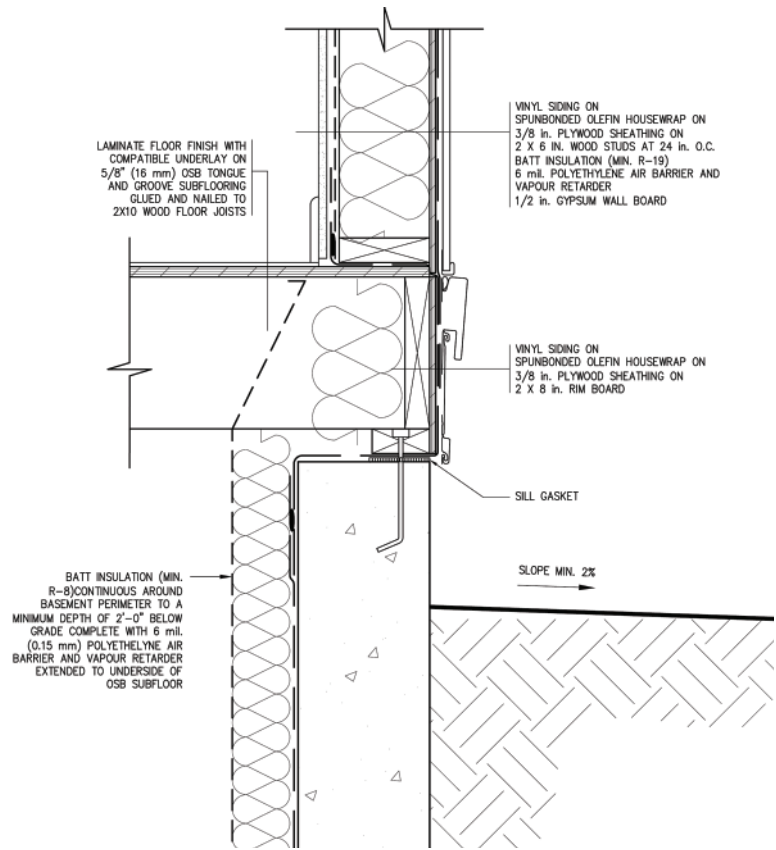 LAMINATE FLOOR FINISH WITH
COMPATIBLE UNDERLAY ON
5/8" (16 mm) OSB TONGUE
AND GROOVE SUBFLOORING
GLUED AND NAILED TO
2X10 WOOD FLOOR JOISTS
VINYL SIDING ON
SPUNBONDED OLEFIN HOUSEWRAP ON
3/8 in. PLYWOOD SHEATHING ON
2 X 6 IN. WOOD STUDS AT 24 in. O.C.
BATT INSULATION (MIN. R-19)
6 mil. POLYETHYLENE AIR BARRIER AND
VAPOUR RETARDER
1/2 in. GYPSUM WALL BOARD
VINYL SIDING ON
SPUNBONDED OLEFIN HOUSEWRAP ON
3/8 in. PLYWOOD SHEATHING ON
2 X 8 in. RIM BOARD
SILL GASKET
SLOPE MIN. 2%
BATT INSULATION (MIN.
R-8)CONTINUOUS AROUND
BASEMENT PERIMETER TO A
MINIMUM DEPTH OF 2'-0" BELOW
GRADE COMPLETE WITH 6 mil.
(0.15 mm) POLYETHELYNE AIR
BARRIER AND VAPOUR RETARDER
EXTENDED TO UNDERSIDE OF
OSB SUBFLOOR